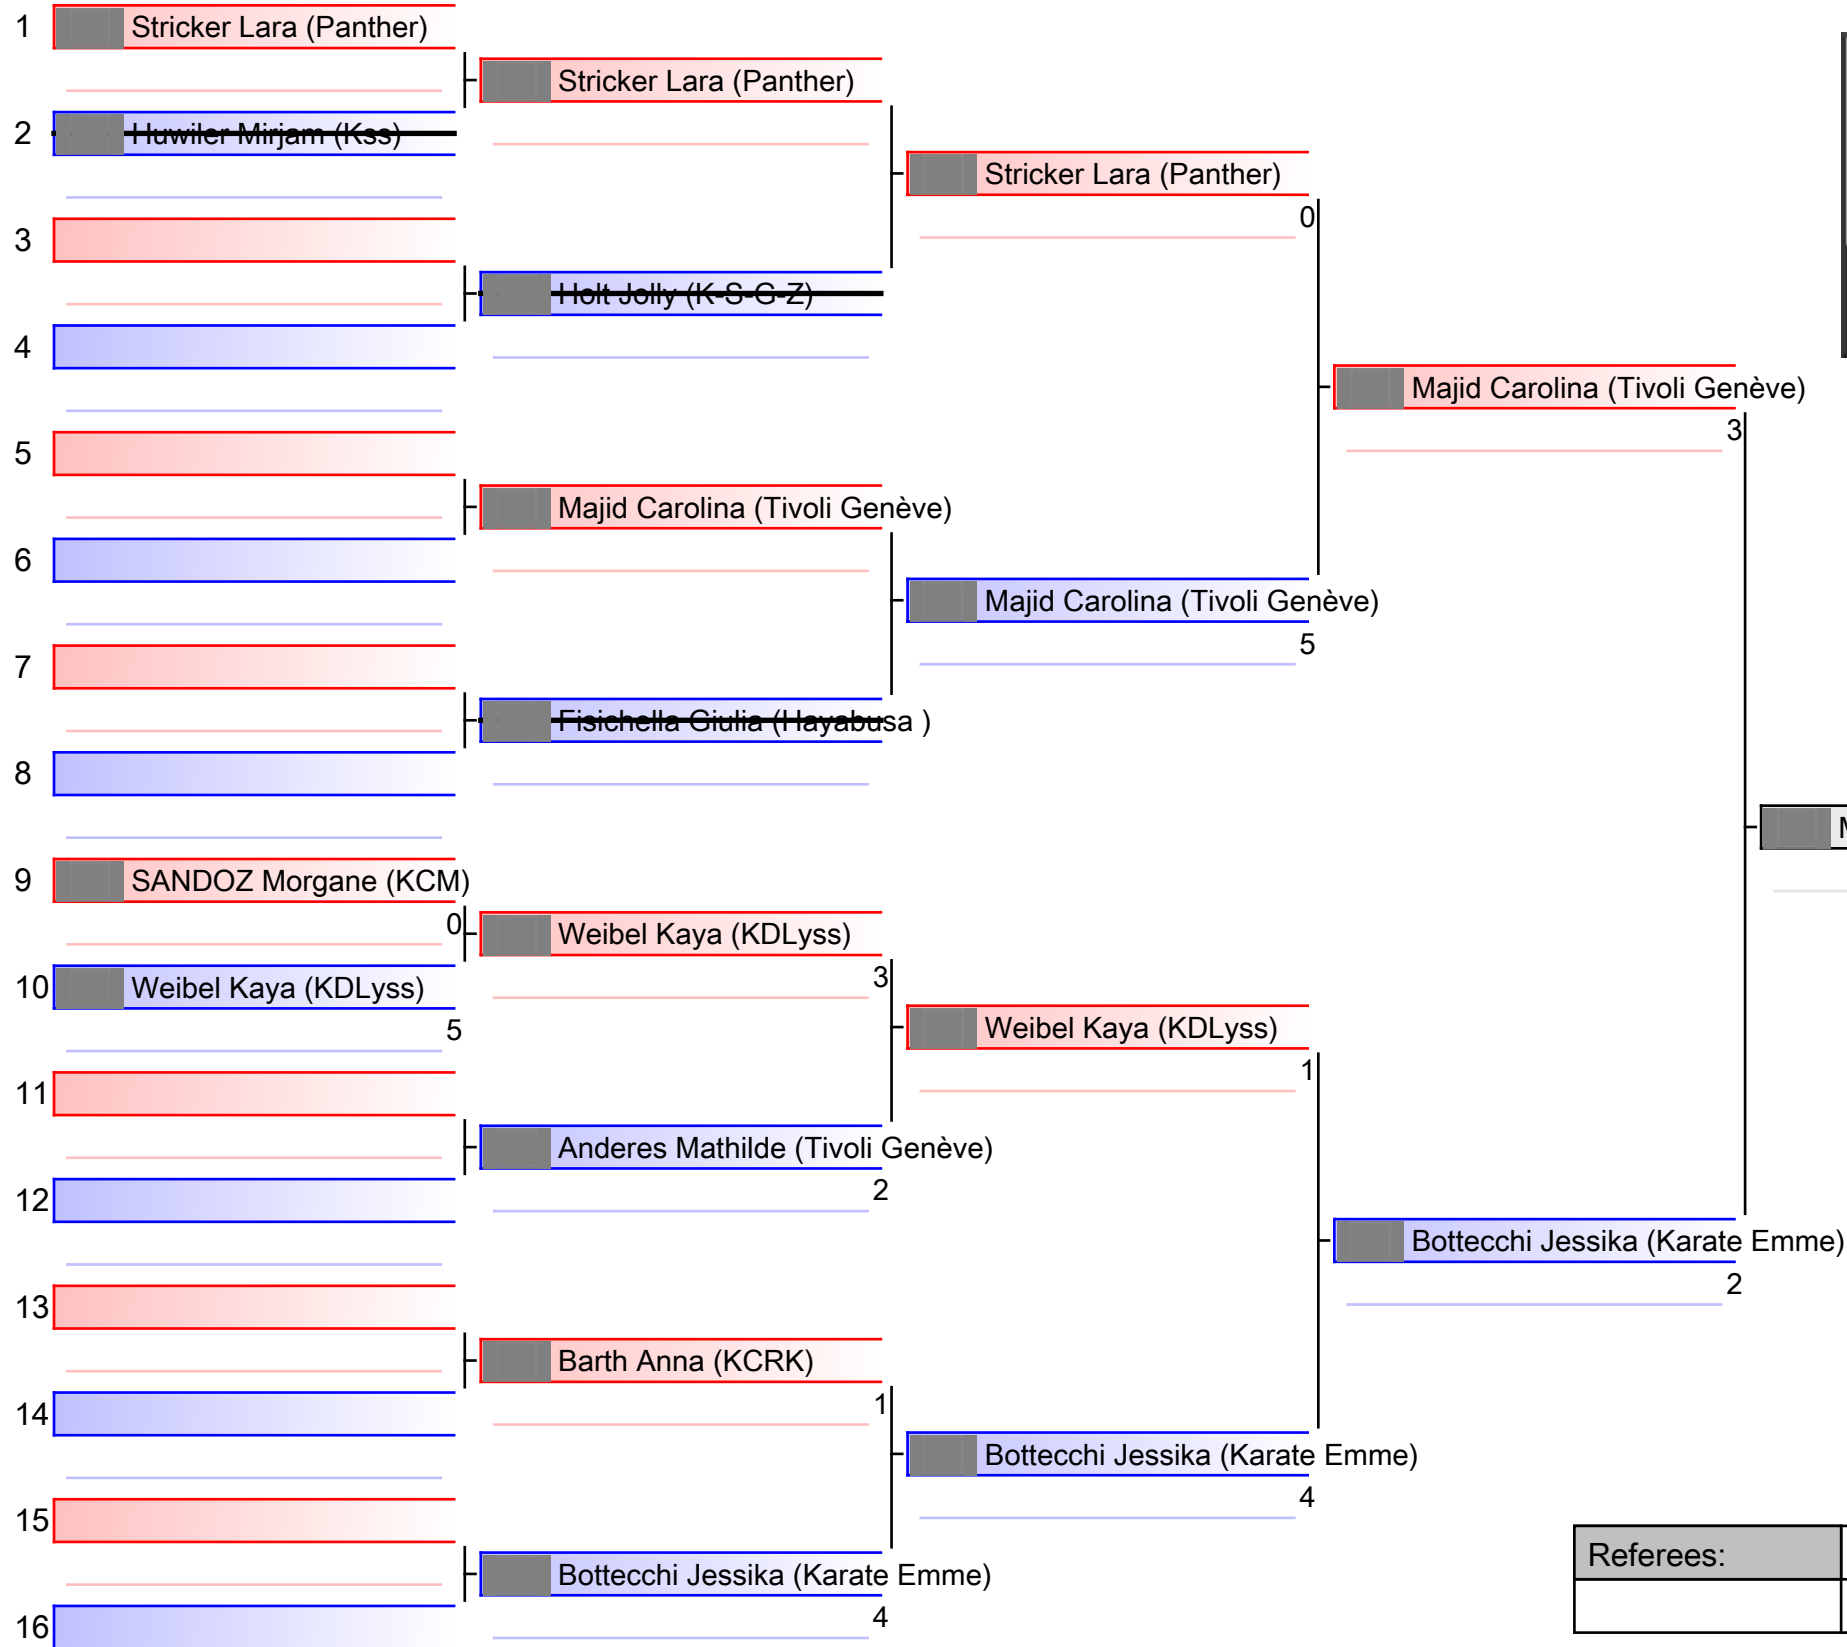 1 Stricker Lara (Panther)
Stricker Lara (Panther)
2 Huwiler Mirjam (Kss)
Stricker Lara (Panther)
0
3
Holt Jolly (K-S-G-Z)
4
Majid Carolina (Tivoli Genève)
3
5
Majid Carolina (Tivoli Genève)
6
Majid Carolina (Tivoli Genève)
5
7
Fisichella Giulia (Hayabusa )
8
M
9 SANDOZ Morgane (KCM)
0
Weibel Kaya (KDLyss)
3
10 Weibel Kaya (KDLyss)
5
Weibel Kaya (KDLyss)
1
11
Anderes Mathilde (Tivoli Genève)
2
12
Bottecchi Jessika (Karate Emme)
2
13
Barth Anna (KCRK)
1
14
Bottecchi Jessika (Karate Emme)
4
15
Referees:
Bottecchi Jessika (Karate Emme)
4
16